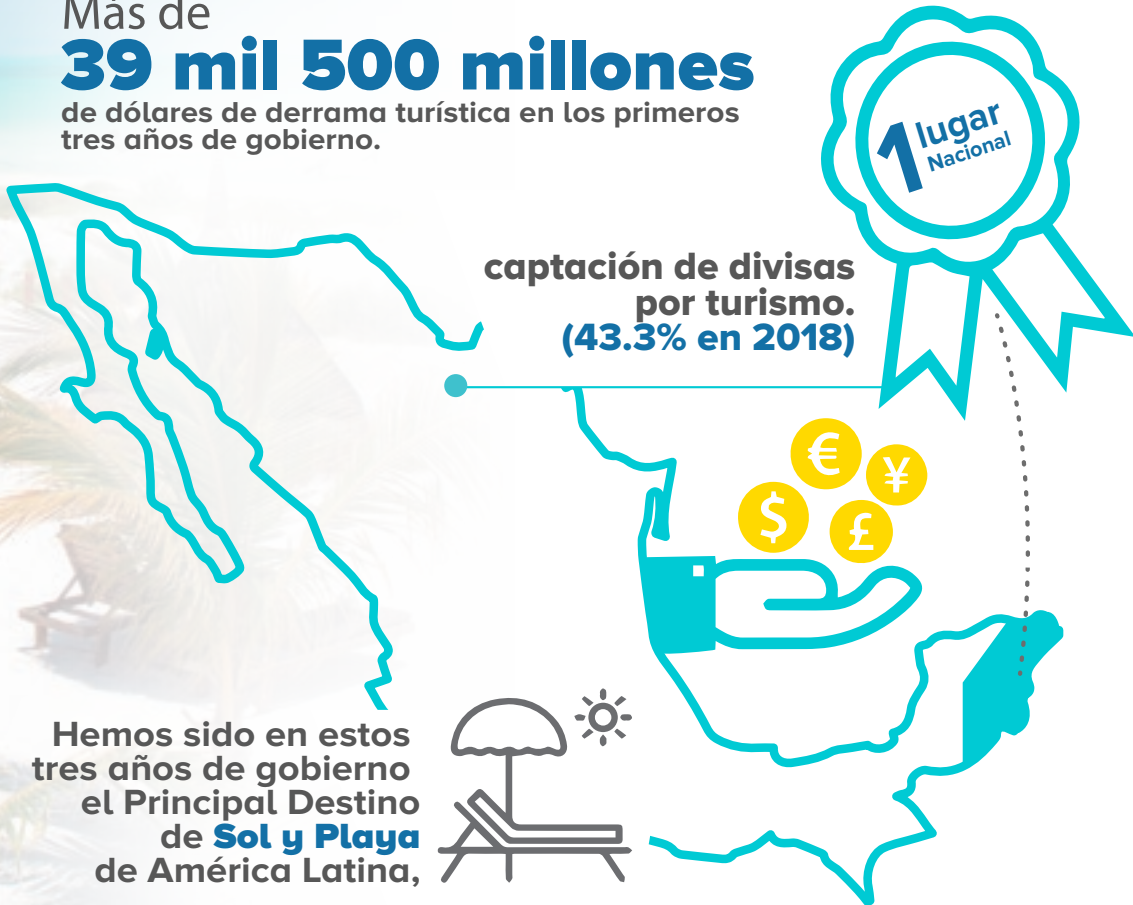 Más de
39 mil 500 millones
de dólares de derrama turística en los primeros
tres años de gobierno.
1 lugar
Nacional
captación de divisas
por turismo.
(43.3% en 2018)
€
¥
$
£
Hemos sido en estos
tres años de gobierno
el Principal Destino
de Sol y Playa
de América Latina,